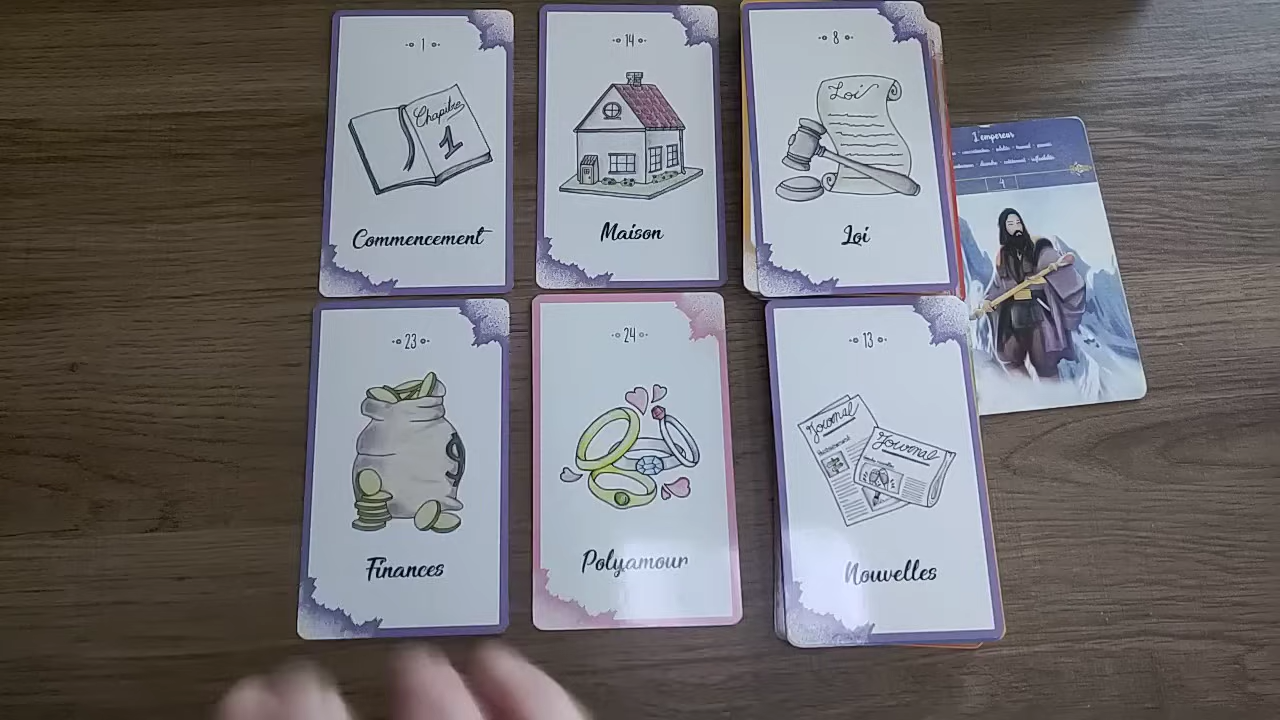 1
Chapitre
1
Commencement
14
Maison
8
Loi
Loi
L'empereur
4
23
$
Finances
24
Polyamour
13
Journal
Journal
Nouvelles